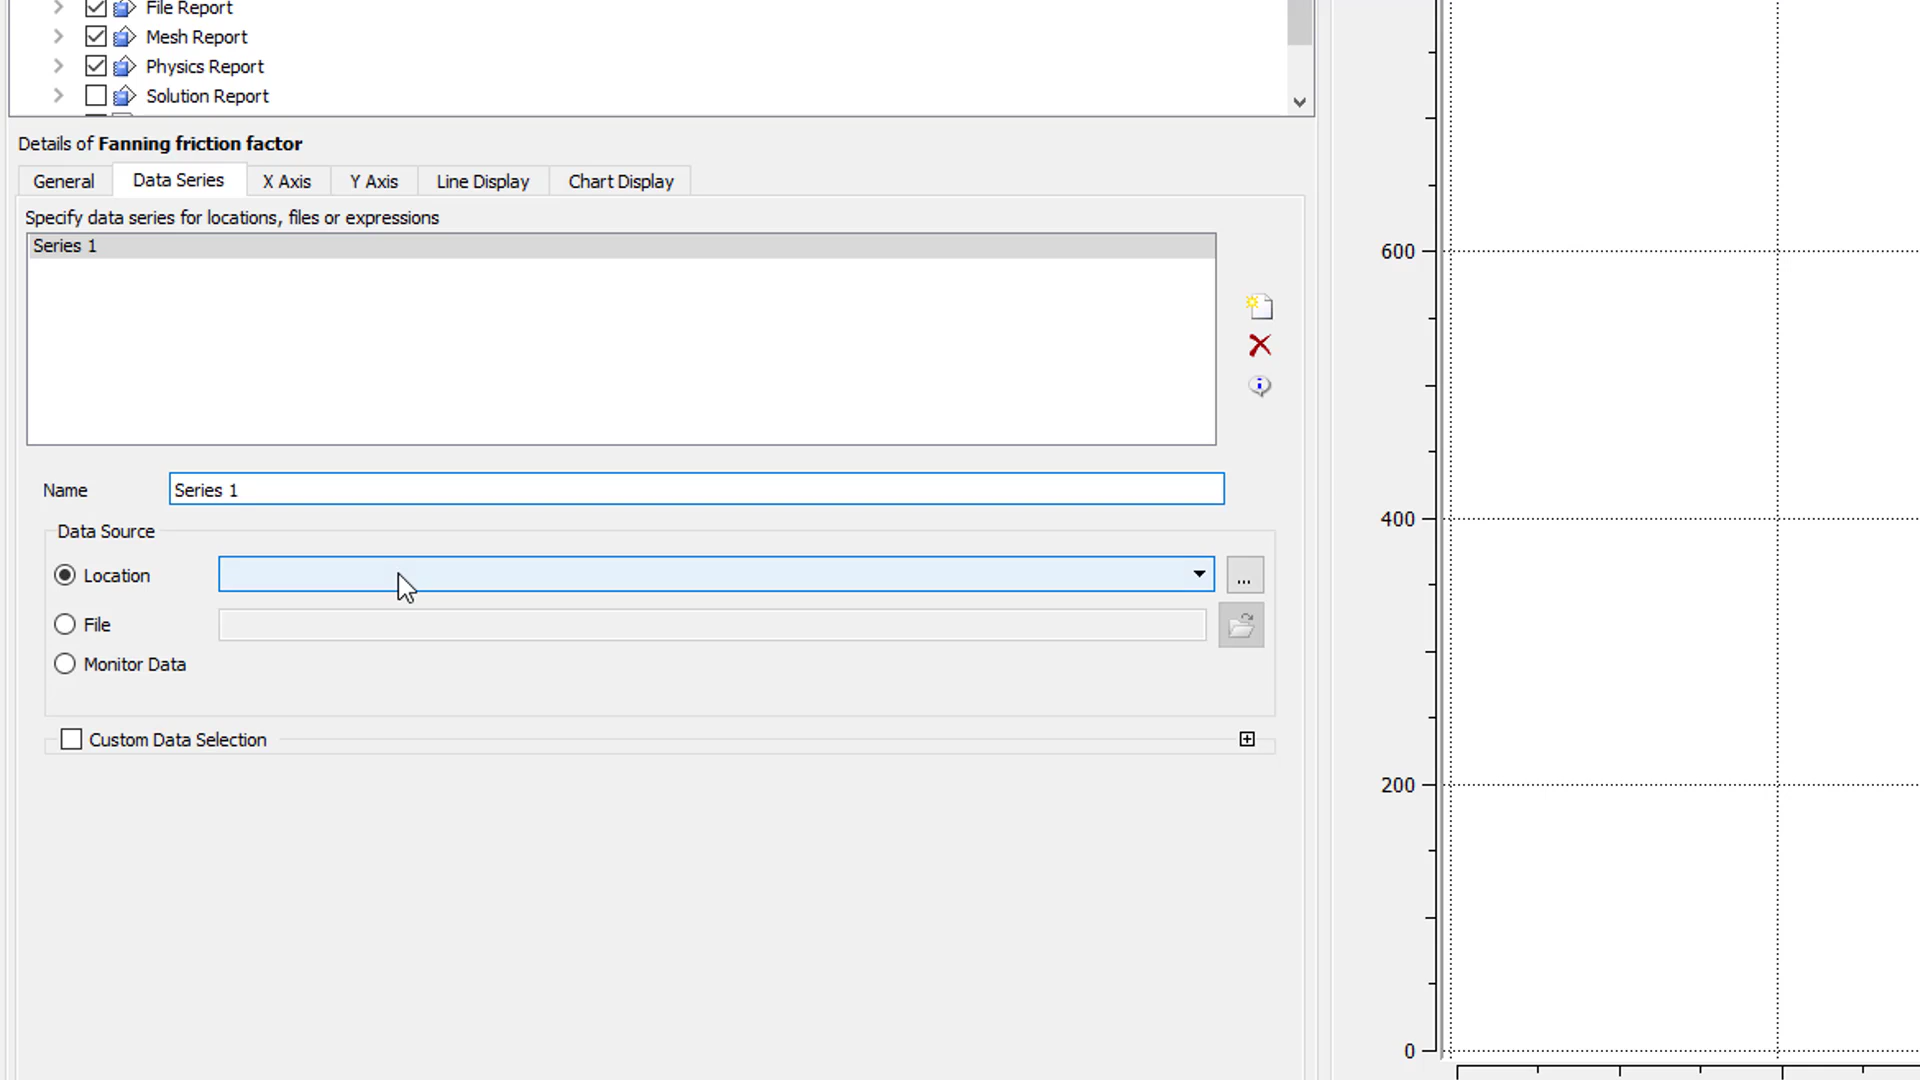 File Report
Mesh Report
Physics Report
Solution Report
Details of Fanning friction factor
General
Data Series
X Axis
Y Axis
Line Display
Chart Display
Specify data series for locations, files or expressions
Series 1
Name
Series 1
Data Source
Location
...
File
Monitor Data
Custom Data Selection
600
400
200
0